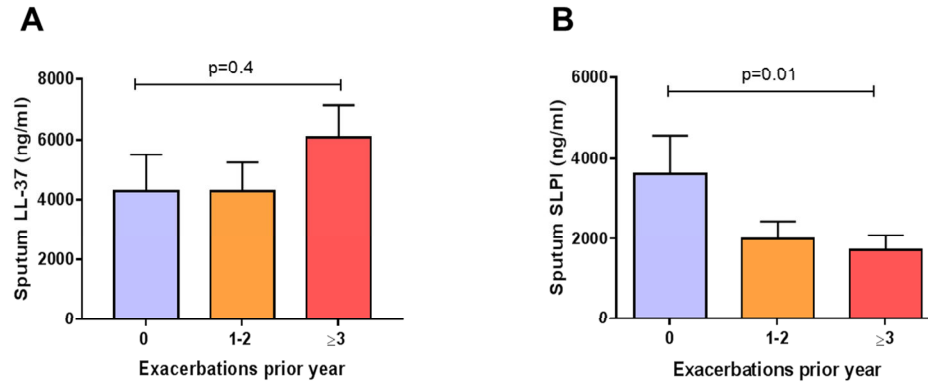 A
p=0.4
Sputum LL-37 (ng/ml)
8000
6000
4000
2000
0
0 1-2 ≥3
Exacerbations prior year
B
p=0.01
Sputum SLPI (ng/ml)
6000
4000
2000
0
0 1-2 ≥3
Exacerbations prior year